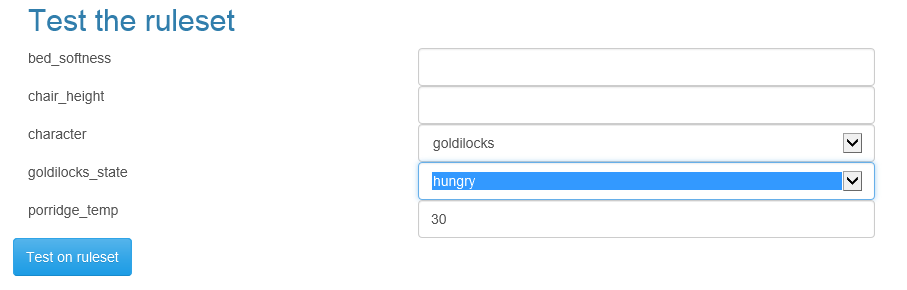 Test the ruleset
bed_softness
chair_height
character goldilocks
goldilocks_state hungry
porridge_temp 30
Test on ruleset